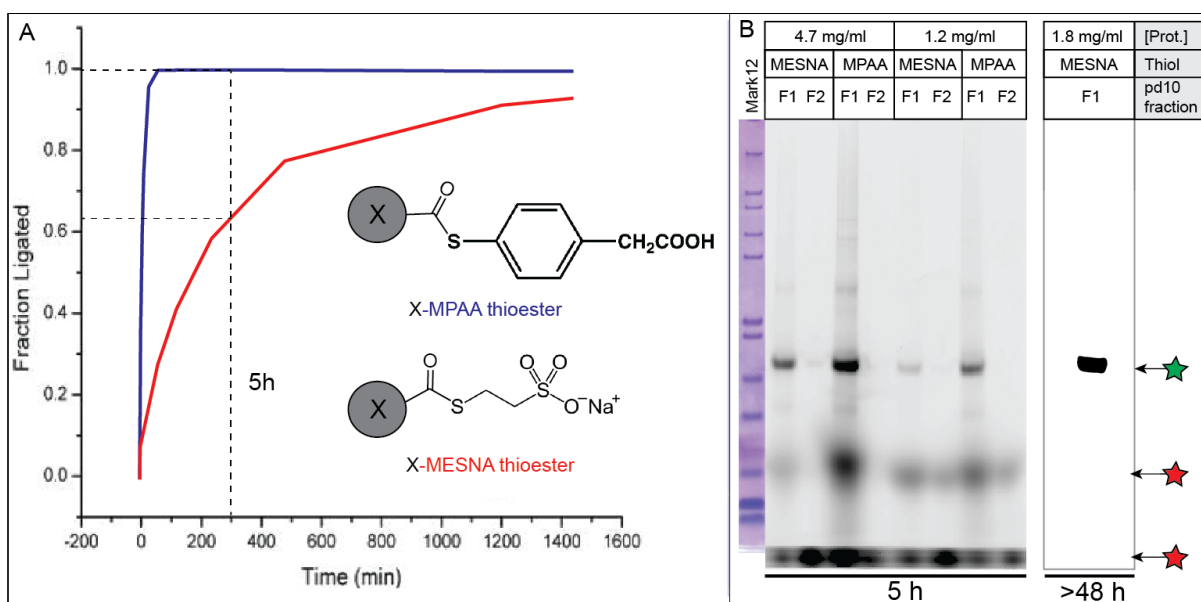 A
Fraction Ligated
1.0
0.8
0.6
0.4
0.2
0.0
-200 0 200 400 600 800 1000 1200 1400 1600
Time (min)
5h
X
O
S
CH2COOH
X-MPAA thioester
X
O
S
O O
S
O⁻Na⁺
X-MESNA thioester
B
Mark12
4.7 mg/ml 1.2 mg/ml 1.8 mg/ml [Prot.]
MESNA MPAA MESNA MPAA MESNA Thiol
F1 F2 F1 F2 F1 F2 F1 F2 F1 pd10 fraction
5 h >48 h